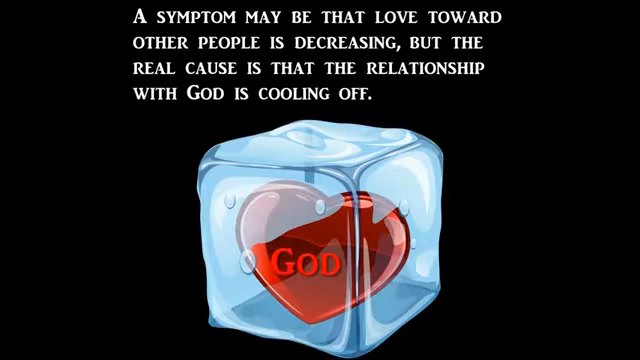 A SYMPTOM MAY BE THAT LOVE TOWARD
OTHER PEOPLE IS DECREASING, BUT THE
REAL CAUSE IS THAT THE RELATIONSHIP
WITH GOD IS COOLING OFF.
GOD